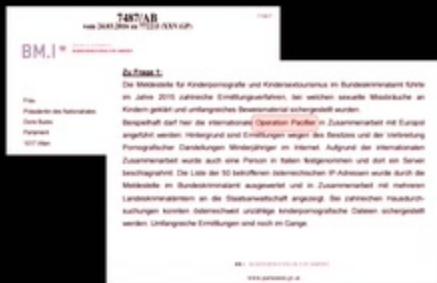 7487/AB
vom 24.03.2016 zu 7722/J (XXV.GP)
BM.I
Frau
Präsidentin des Nationalrates
Doris Bures
Parlament
1017 Wien
Zu Frage 1:
Die Meldestelle für Kinderpornografie und Kindersextourismus im Bundeskriminalamt führte
im Jahre 2015 zahlreiche Ermittlungsverfahren, bei welchen sexuelle Missbräuche an
Kindern geklärt und umfangreiches Beweismaterial sichergestellt wurden.
Beispielhaft darf hier die internationale Operation Pacifier in Zusammenarbeit mit Europol
angeführt werden. Hintergrund sind Ermittlungen wegen des Besitzes und der Verbreitung
Pornografischer Darstellungen Minderjähriger im Internet. Aufgrund der internationalen
Zusammenarbeit wurde auch eine Person in Italien festgenommen und dort ein Server
beschlagnahmt. Die Liste der 50 betroffenen österreichischen IP-Adressen wurde durch die
Meldestelle im Bundeskriminalamt ausgewertet und in Zusammenarbeit mit mehreren
Landeskriminalämtern an die Staatsanwaltschaft angezeigt. Bei zahlreichen Hausdurch-
suchungen konnten österreichweit unzählige kinderpornografische Dateien sichergestellt
werden. Umfangreiche Ermittlungen sind noch im Gange.
www.parlament.gv.at